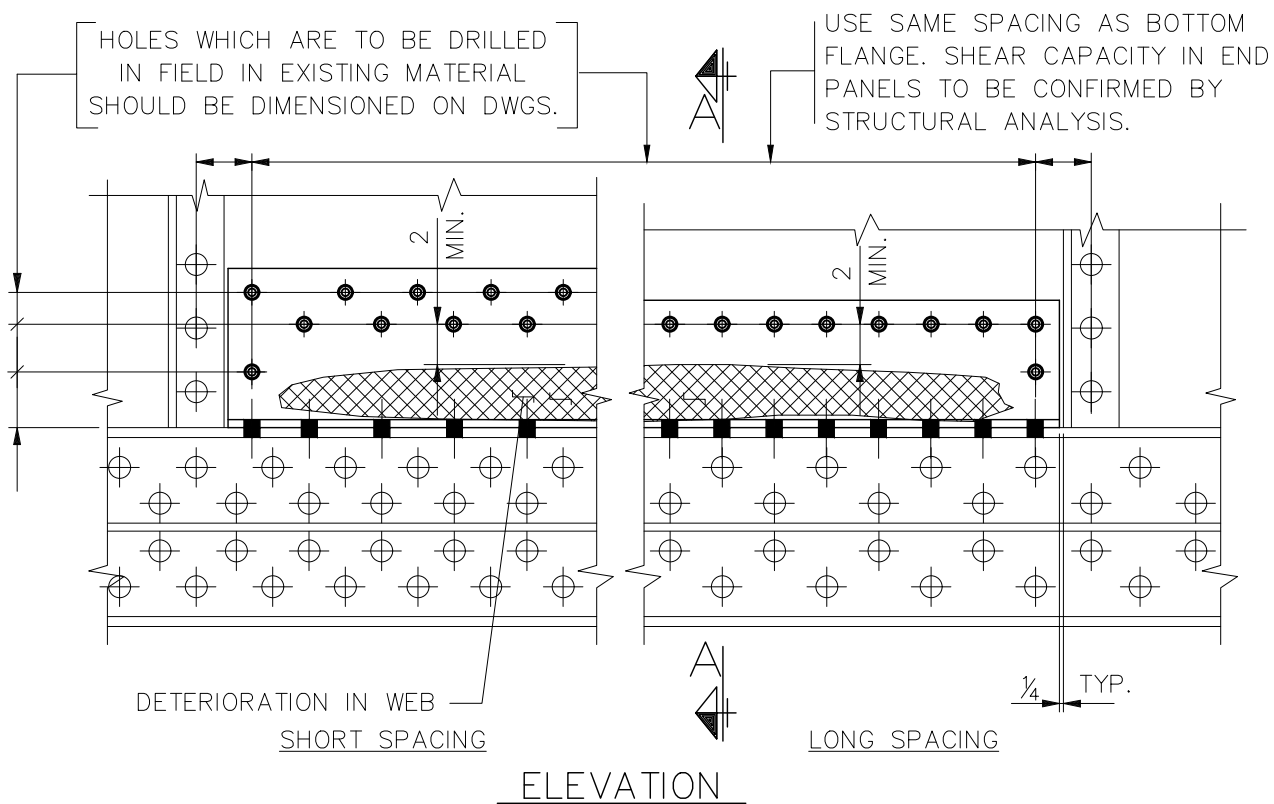 HOLES WHICH ARE TO BE DRILLED
IN FIELD IN EXISTING MATERIAL
SHOULD BE DIMENSIONED ON DWGS.
USE SAME SPACING AS BOTTOM
FLANGE. SHEAR CAPACITY IN END
PANELS TO BE CONFIRMED BY
STRUCTURAL ANALYSIS.
A
2
MIN.
2
MIN.
A
DETERIORATION IN WEB
SHORT SPACING
¼ TYP.
LONG SPACING
ELEVATION